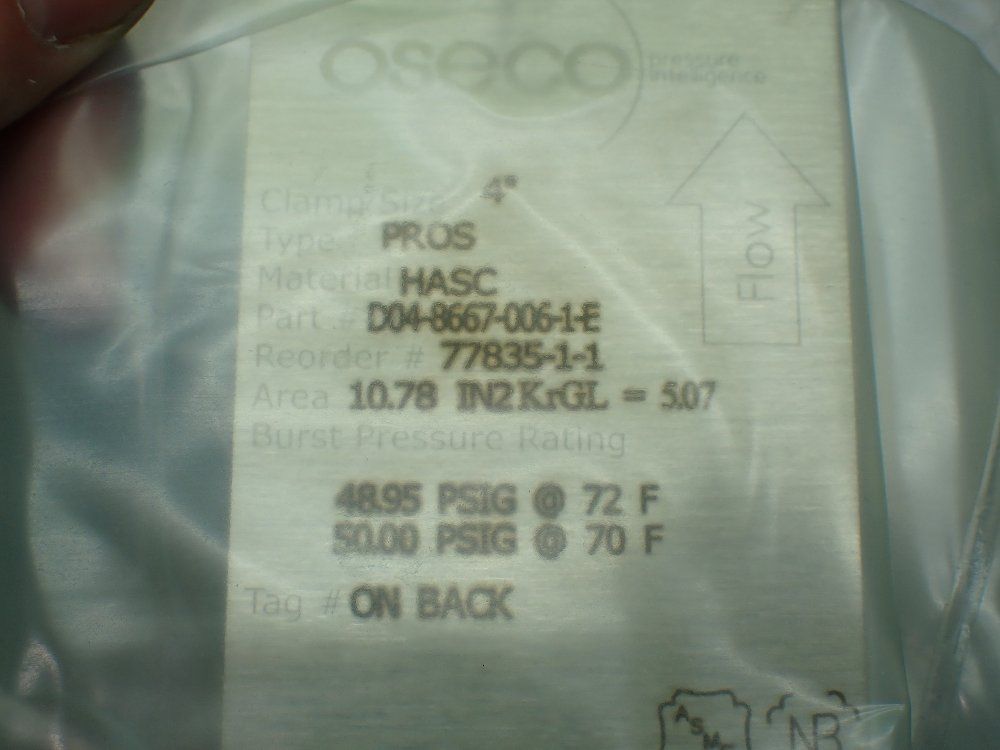 oseco
pressure
intelligence
Clamp Size 4"
Type PROS
Material HASC
Part # D04-8667-006-1-E
Reorder # 77835-1-1
Area 10.78 IN2 KrGL = 5.07
Burst Pressure Rating
48.95 PSIG @ 72 F
50.00 PSIG @ 70 F
Tag # ON BACK
Flow
ASME
NB